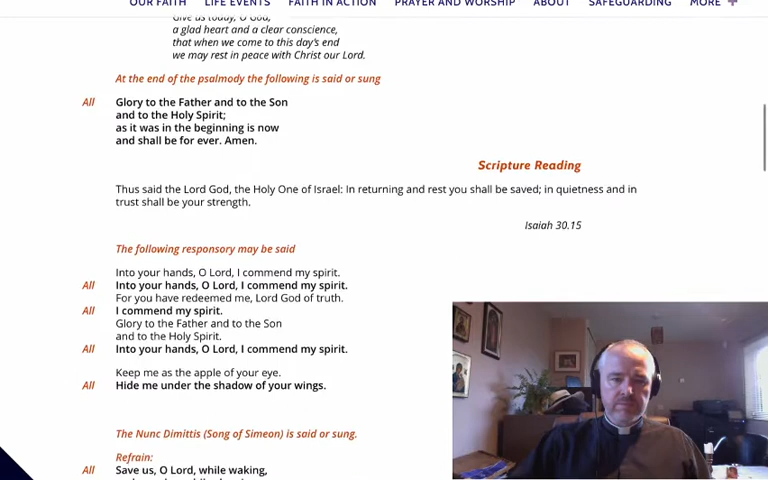 OUR FAITH LIFE EVENTS FAITH IN ACTION PRAYER AND WORSHIP ABOUT SAFEGUARDING MORE +
Give us today, O God,
a glad heart and a clear conscience,
that when we come to this day's end
we may rest in peace with Christ our Lord.
At the end of the psalmody the following is said or sung
All Glory to the Father and to the Son
and to the Holy Spirit;
as it was in the beginning is now
and shall be for ever. Amen.
Scripture Reading
Thus said the Lord God, the Holy One of Israel: In returning and rest you shall be saved; in quietness and in
trust shall be your strength.
Isaiah 30.15
The following responsory may be said
Into your hands, O Lord, I commend my spirit.
All Into your hands, O Lord, I commend my spirit.
For you have redeemed me, Lord God of truth.
All I commend my spirit.
Glory to the Father and to the Son
and to the Holy Spirit.
All Into your hands, O Lord, I commend my spirit.
Keep me as the apple of your eye.
All Hide me under the shadow of your wings.
The Nunc Dimittis (Song of Simeon) is said or sung.
Refrain:
All Save us, O Lord, while waking,